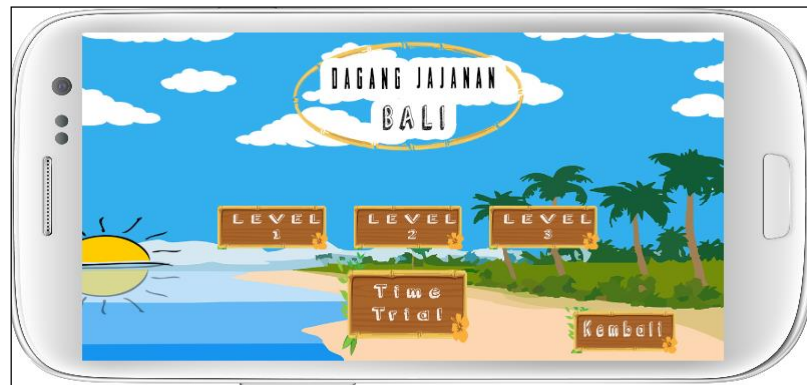 DAGANG JAJANAN
BALI
LEVEL
1
LEVEL
2
LEVEL
3
Time
Trial
Kembali